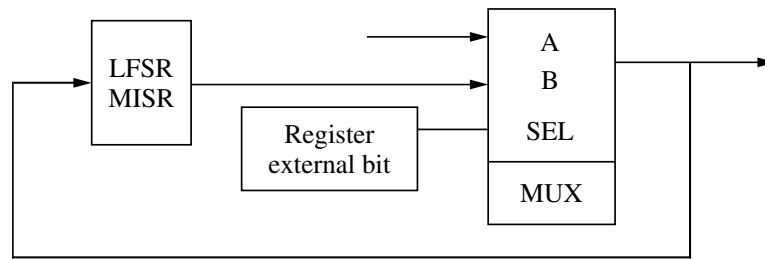 LFSR
MISR
Register
external bit
A
B
SEL
MUX